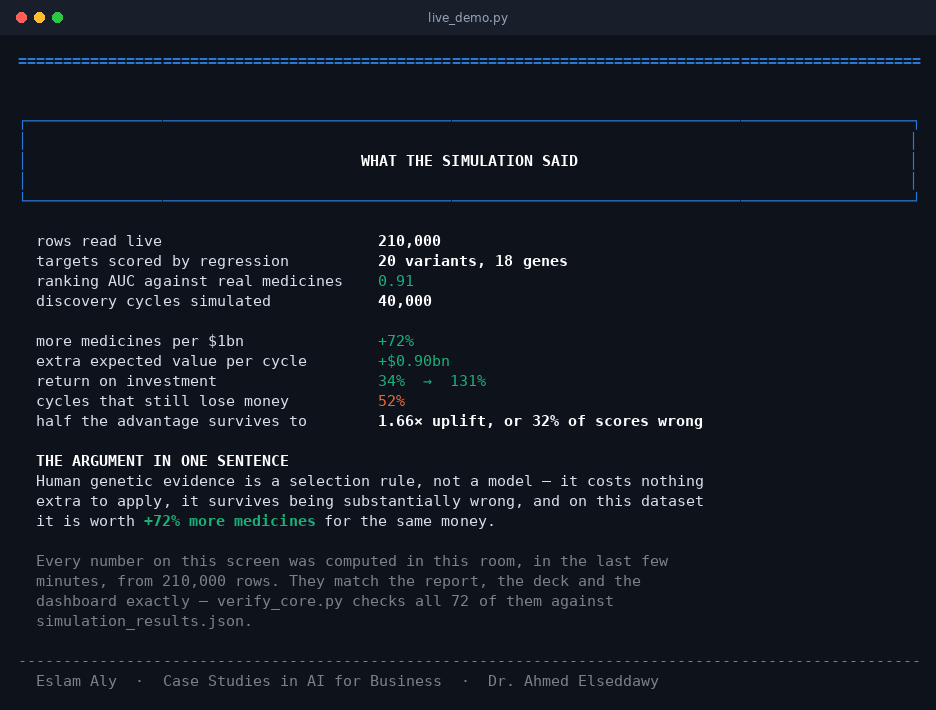 live_demo.py
====================================================================================================
WHAT THE SIMULATION SAID
rows read live 210,000
targets scored by regression 20 variants, 18 genes
ranking AUC against real medicines 0.91
discovery cycles simulated 40,000
more medicines per $1bn +72%
extra expected value per cycle +$0.90bn
return on investment 34% → 131%
cycles that still lose money 52%
half the advantage survives to 1.66× uplift, or 32% of scores wrong
THE ARGUMENT IN ONE SENTENCE
Human genetic evidence is a selection rule, not a model — it costs nothing
extra to apply, it survives being substantially wrong, and on this dataset
it is worth +72% more medicines for the same money.
Every number on this screen was computed in this room, in the last few
minutes, from 210,000 rows. They match the report, the deck and the
dashboard exactly — verify_core.py checks all 72 of them against
simulation_results.json.
----------------------------------------------------------------------------------------------------
Eslam Aly · Case Studies in AI for Business · Dr. Ahmed Elseddawy